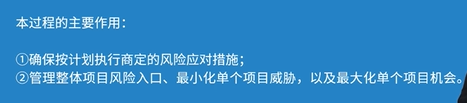 本过程的主要作用：
①确保按计划执行商定的风险应对措施；
②管理整体项目风险入口、最小化单个项目威胁，以及最大化单个项目机会。